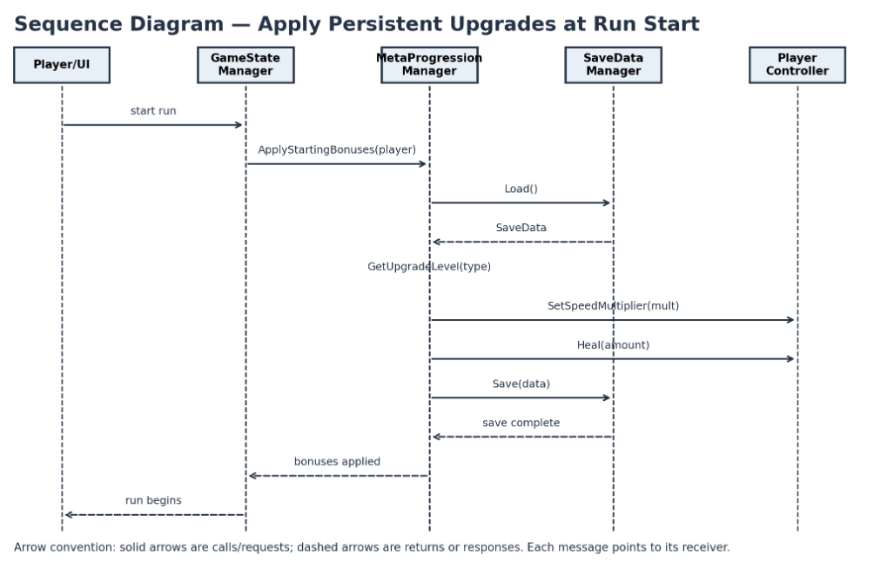 Sequence Diagram — Apply Persistent Upgrades at Run Start
Player/UI
GameState
Manager
MetaProgression
Manager
SaveData
Manager
Player
Controller
start run
ApplyStartingBonuses(player)
Load()
SaveData
GetUpgradeLevel(type)
SetSpeedMultiplier(mult)
Heal(amount)
Save(data)
save complete
bonuses applied
run begins
Arrow convention: solid arrows are calls/requests; dashed arrows are returns or responses. Each message points to its receiver.